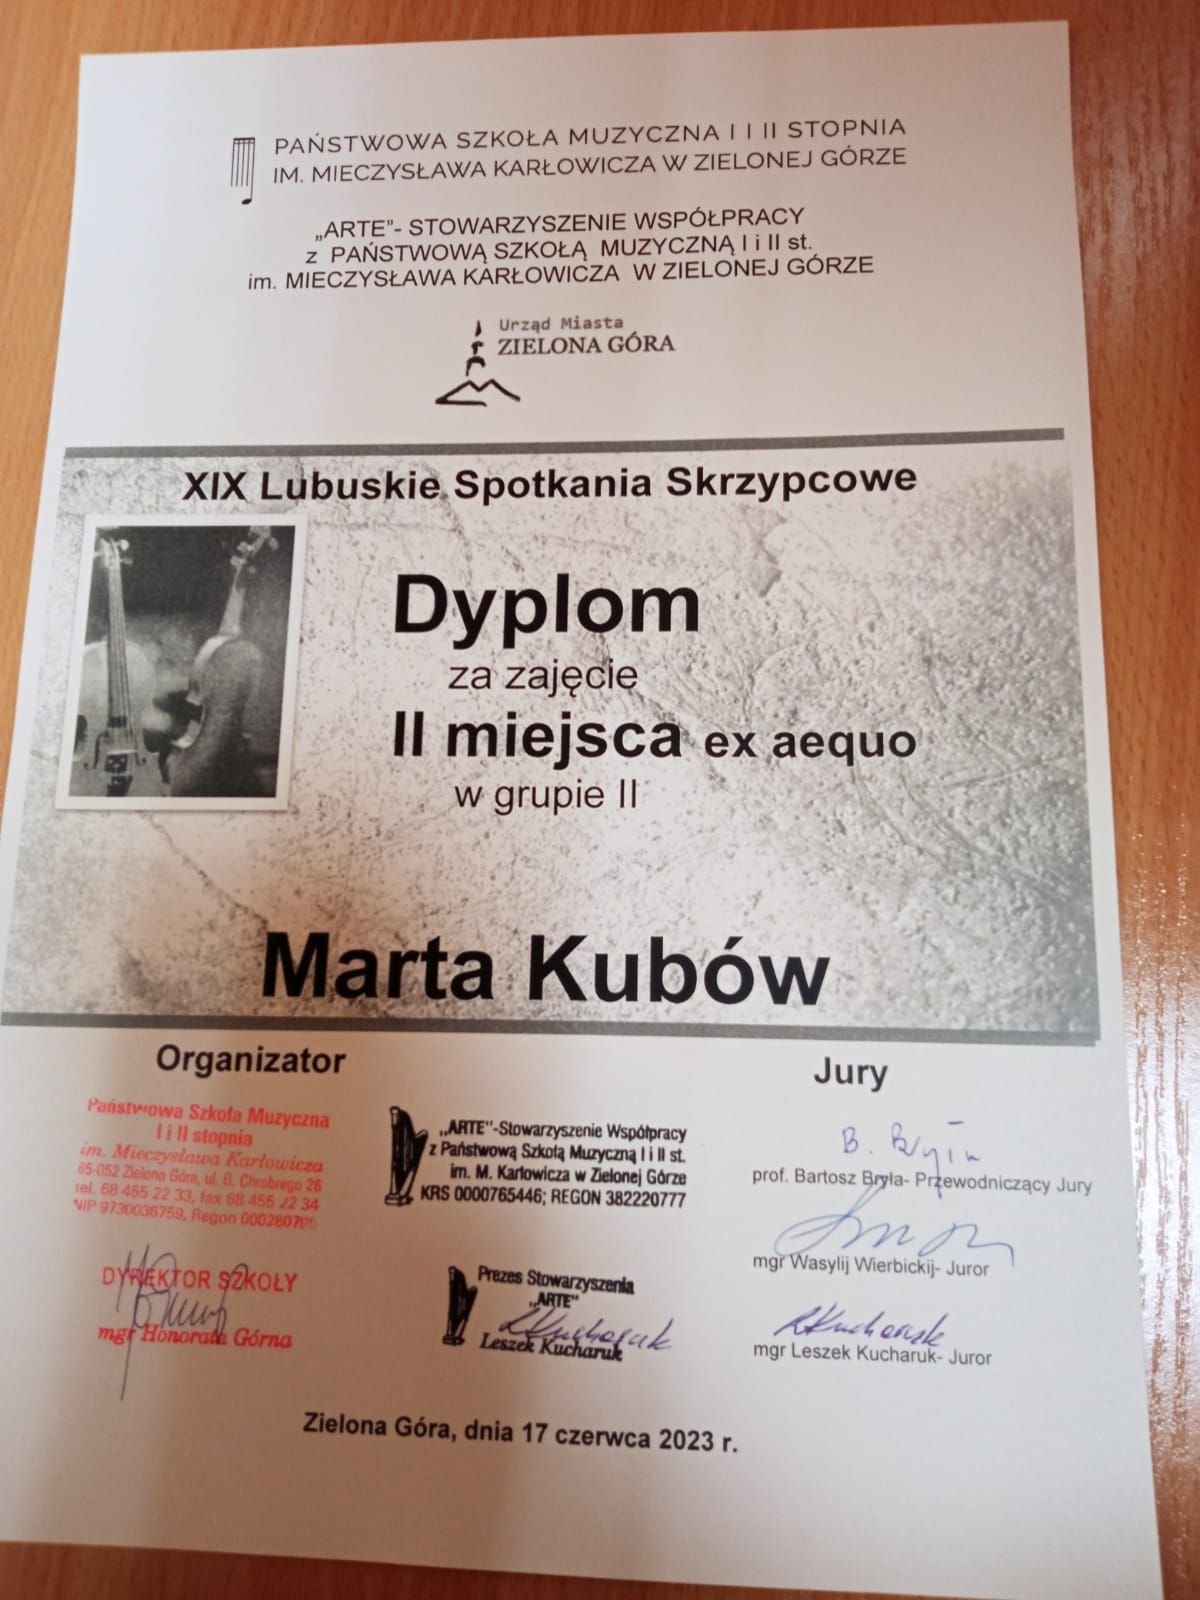 PAŃSTWOWA SZKOŁA MUZYCZNA I I II STOPNIA
IM. MIECZYSŁAWA KARŁOWICZA W ZIELONEJ GÓRZE
„ARTE"- STOWARZYSZENIE WSPÓŁPRACY
z PAŃSTWOWĄ SZKOŁĄ MUZYCZNĄ I i II st.
im. MIECZYSŁAWA KARŁOWICZA W ZIELONEJ GÓRZE
Urząd Miasta
ZIELONA GÓRA
XIX Lubuskie Spotkania Skrzypcowe
Dyplom
za zajęcie
II miejsca ex aequo
w grupie II
Marta Kubów
Organizator
Państwowa Szkoła Muzyczna
I i II stopnia
im. Mieczysława Karłowicza
65-052 Zielona Góra, ul. B. Chrobrego 26
tel. 68 455 22 33, fax 68 455 22 34
NIP 9730036759, Regon
DYREKTOR SZKOŁY
mgr Honorata Górna
„ARTE"-Stowarzyszenie Współpracy
z Państwową Szkołą Muzyczną I i II st.
im. M. Karłowicza w Zielonej Górze
KRS 0000765446; REGON 382220777
Prezes Stowarzyszenia
„ARTE"
LKucharuk
Leszek Kucharuk
Jury
B. Bryła
prof. Bartosz Bryła- Przewodniczący Jury
mgr Wasylij Wierbickij- Juror
LKucharuk
mgr Leszek Kucharuk- Juror
Zielona Góra, dnia 17 czerwca 2023 r.